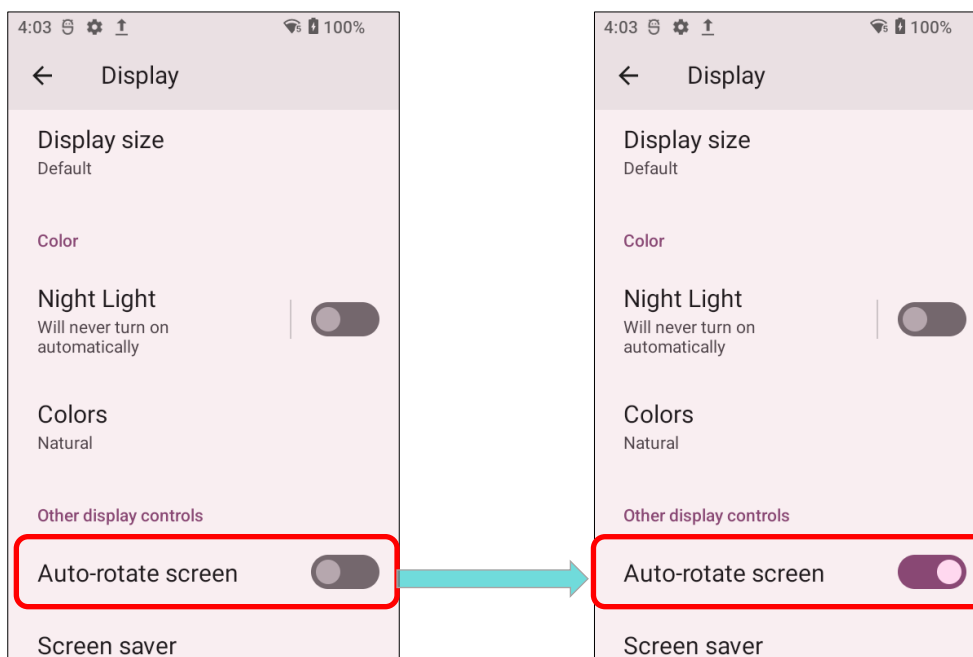 4:03 100%
Display
Display size
Default
Color
Night Light
Will never turn on
automatically
Colors
Natural
Other display controls
Auto-rotate screen
Screen saver
4:03 100%
Display
Display size
Default
Color
Night Light
Will never turn on
automatically
Colors
Natural
Other display controls
Auto-rotate screen
Screen saver